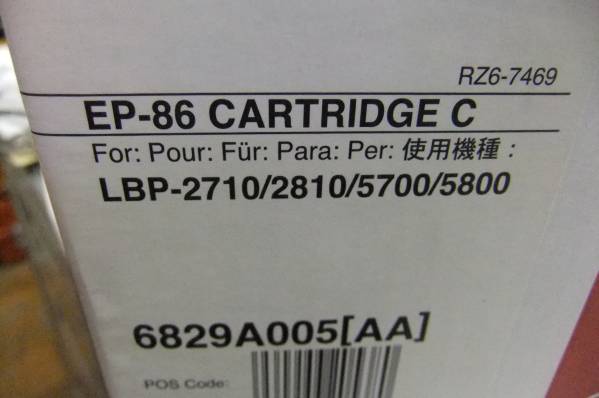 RZ6-7469
EP-86 CARTRIDGE C
For: Pour: Für: Para: Per: 使用機種：
LBP-2710/2810/5700/5800
6829A005[AA]
POS Code: